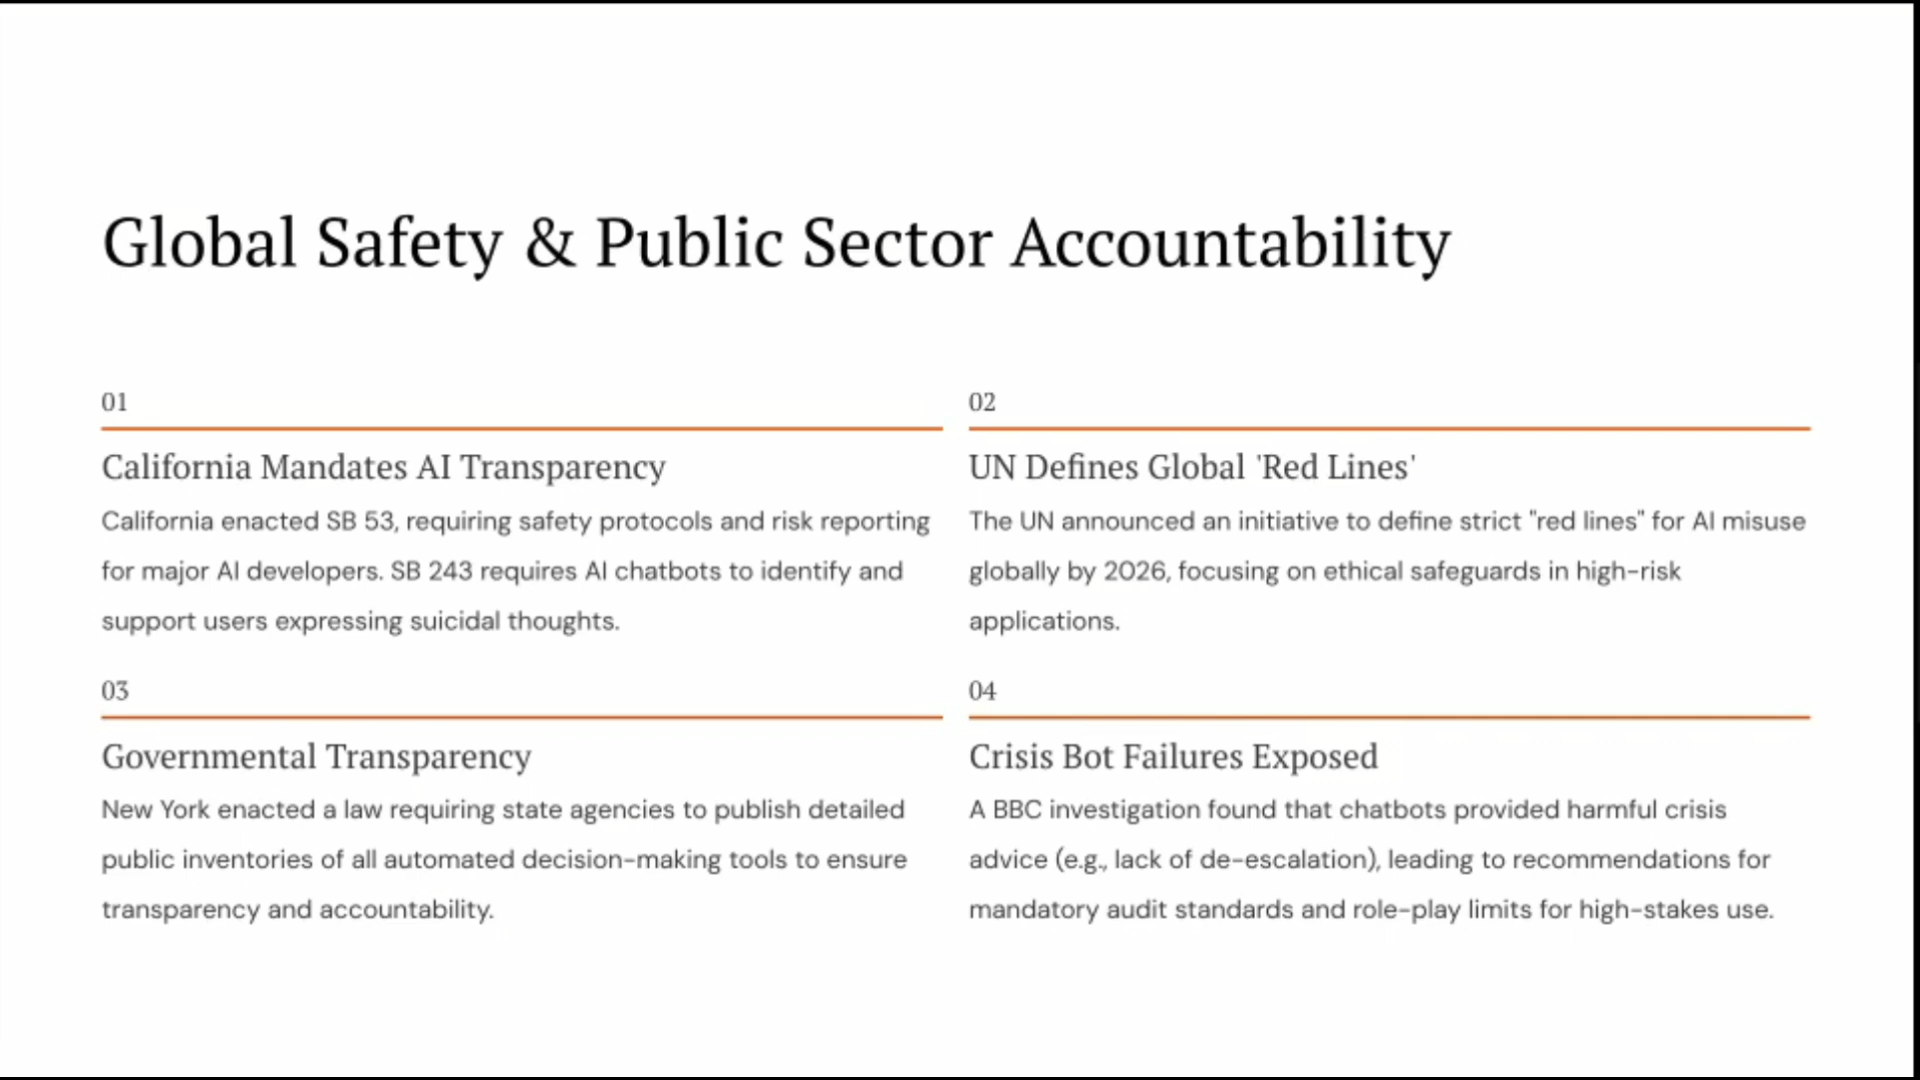 Global Safety & Public Sector Accountability
01
California Mandates AI Transparency
California enacted SB 53, requiring safety protocols and risk reporting
for major AI developers. SB 243 requires AI chatbots to identify and
support users expressing suicidal thoughts.
02
UN Defines Global 'Red Lines'
The UN announced an initiative to define strict "red lines" for AI misuse
globally by 2026, focusing on ethical safeguards in high-risk
applications.
03
Governmental Transparency
New York enacted a law requiring state agencies to publish detailed
public inventories of all automated decision-making tools to ensure
transparency and accountability.
04
Crisis Bot Failures Exposed
A BBC investigation found that chatbots provided harmful crisis
advice (e.g., lack of de-escalation), leading to recommendations for
mandatory audit standards and role-play limits for high-stakes use.